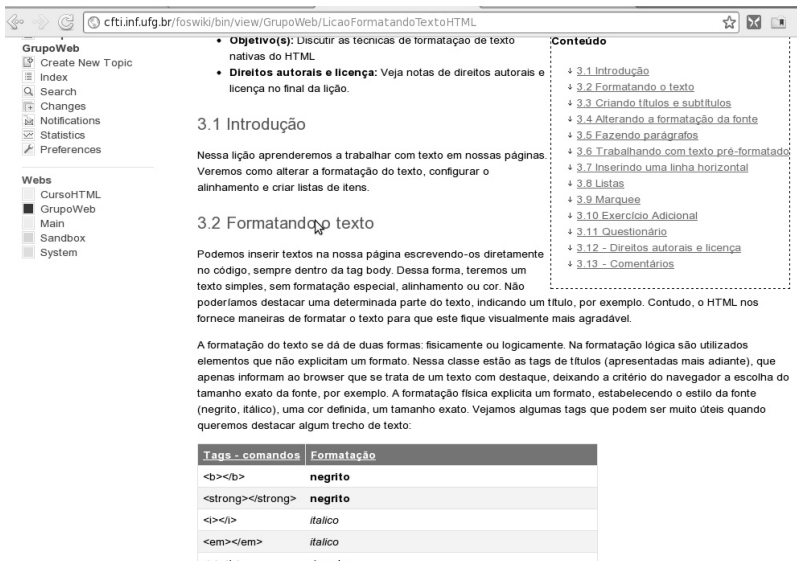 cfti.inf.ufg.br/foswiki/bin/view/GrupoWeb/LicaoFormatandoTextoHTML
GrupoWeb
Create New Topic
Index
Search
Changes
Notifications
Statistics
Preferences
Webs
CursoHTML
GrupoWeb
Main
Sandbox
System
• Objetivo(s): Discutir as técnicas de formatação de texto
nativas do HTML
• Direitos autorais e licença: Veja notas de direitos autorais e
licença no final da lição.
Conteúdo
↓ 3.1 Introdução
↓ 3.2 Formatando o texto
↓ 3.3 Criando títulos e subtítulos
↓ 3.4 Alterando a formatação da fonte
↓ 3.5 Fazendo parágrafos
↓ 3.6 Trabalhando com texto pré-formatado
↓ 3.7 Inserindo uma linha horizontal
↓ 3.8 Listas
↓ 3.9 Marquee
↓ 3.10 Exercício Adicional
↓ 3.11 Questionário
↓ 3.12 - Direitos autorais e licença
↓ 3.13 - Comentários
3.1 Introdução
Nessa lição aprenderemos a trabalhar com texto em nossas páginas.
Veremos como alterar a formatação do texto, configurar o
alinhamento e criar listas de itens.
3.2 Formatando o texto
Podemos inserir textos na nossa página escrevendo-os diretamente
no código, sempre dentro da tag body. Dessa forma, teremos um
texto simples, sem formatação especial, alinhamento ou cor. Não
poderíamos destacar uma determinada parte do texto, indicando um título, por exemplo. Contudo, o HTML nos
fornece maneiras de formatar o texto para que este fique visualmente mais agradável.
A formatação do texto se dá de duas formas: fisicamente ou logicamente. Na formatação lógica são utilizados
elementos que não explicitam um formato. Nessa classe estão as tags de títulos (apresentadas mais adiante), que
apenas informam ao browser que se trata de um texto com destaque, deixando a critério do navegador a escolha do
tamanho exato da fonte, por exemplo. A formatação física explicita um formato, estabelecendo o estilo da fonte
(negrito, itálico), uma cor definida, um tamanho exato. Vejamos algumas tags que podem ser muito úteis quando
queremos destacar algum trecho de texto:
Tags - comandos Formatação
<b></b> negrito
<strong></strong> negrito
<i></i> italico
<em></em> italico